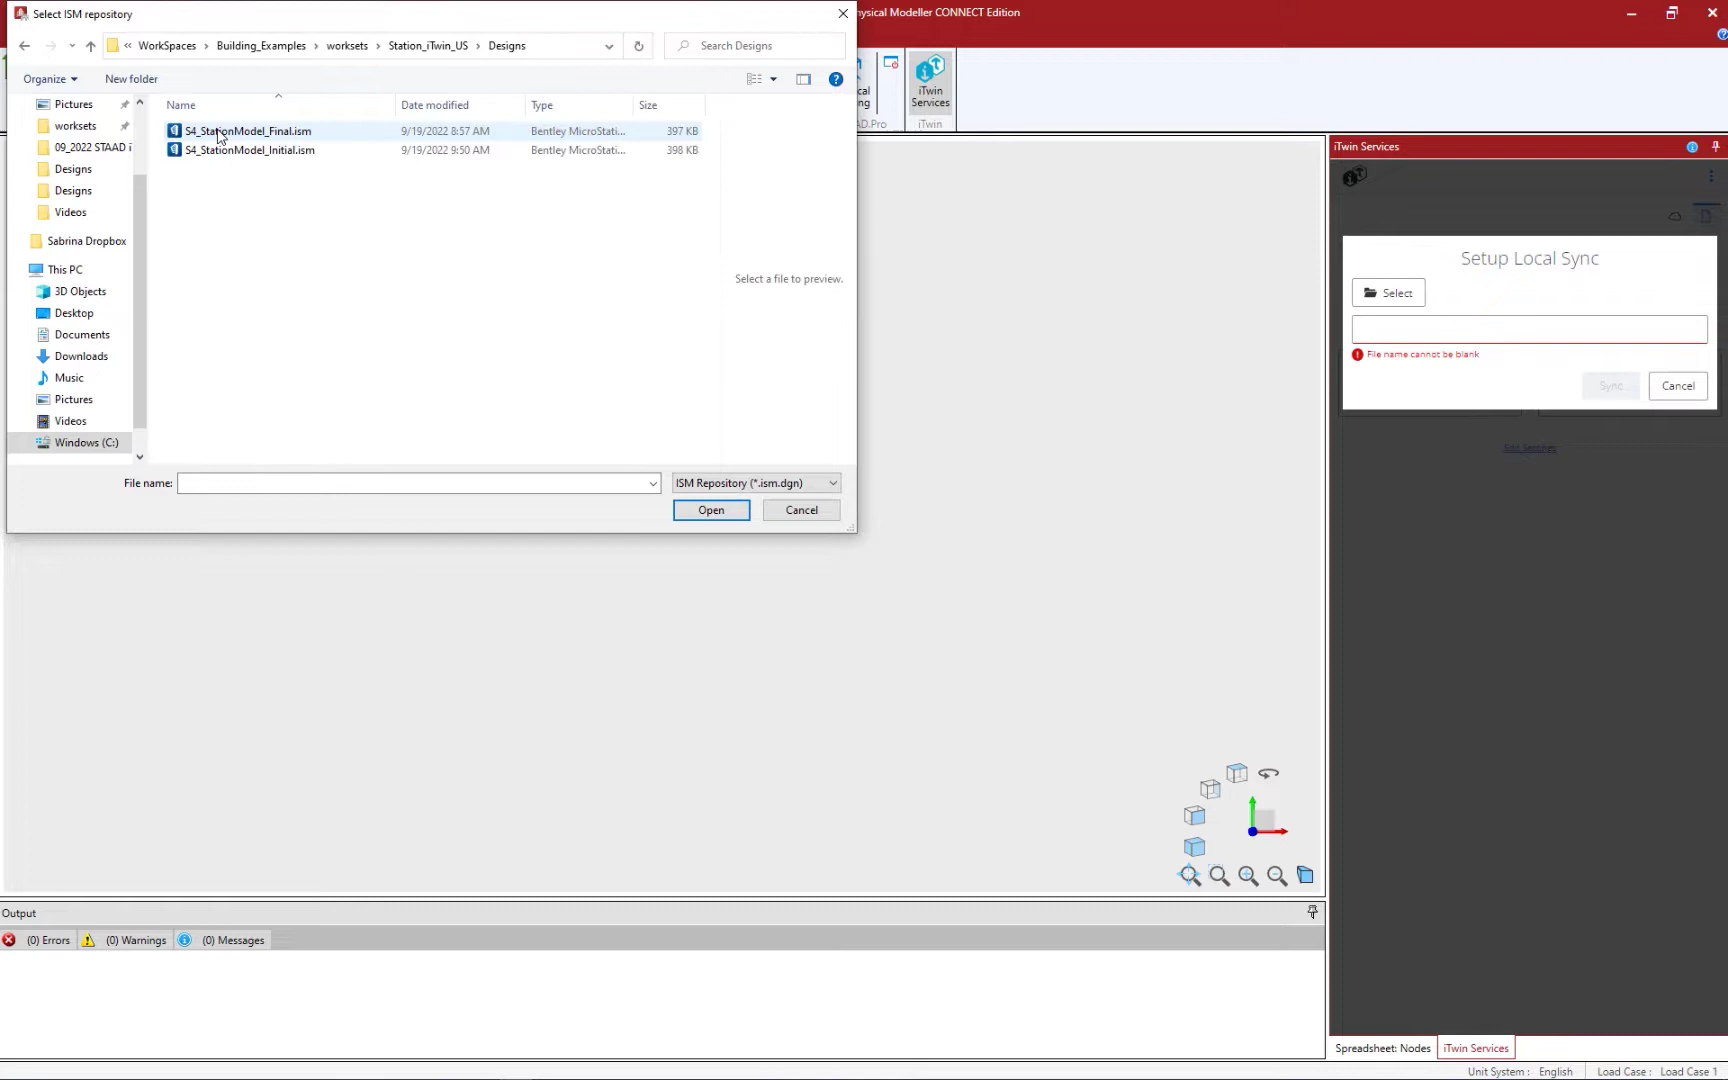 Select ISM repository
hysical Modeller CONNECT Edition
« WorkSpaces > Building_Examples > worksets > Station_iTwin_US > Designs
Search Designs
Organize
New folder
Name
Date modified
Type
Size
S4_StationModel_Final.ism
9/19/2022 8:57 AM
Bentley MicroStati...
397 KB
S4_StationModel_Initial.ism
9/19/2022 9:50 AM
Bentley MicroStati...
398 KB
Pictures
worksets
09_2022 STAAD i
Designs
Designs
Videos
Sabrina Dropbox
This PC
3D Objects
Desktop
Documents
Downloads
Music
Pictures
Videos
Windows (C:)
Select a file to preview.
File name:
ISM Repository (*.ism.dgn)
Open
Cancel
cal
ng
AD.Pro
iTwin
Services
iTwin
iTwin Services
Setup Local Sync
Select
File name cannot be blank
Sync
Cancel
Output
(0) Errors
(0) Warnings
(0) Messages
Spreadsheet: Nodes
iTwin Services
Unit System : English
Load Case : Load Case 1